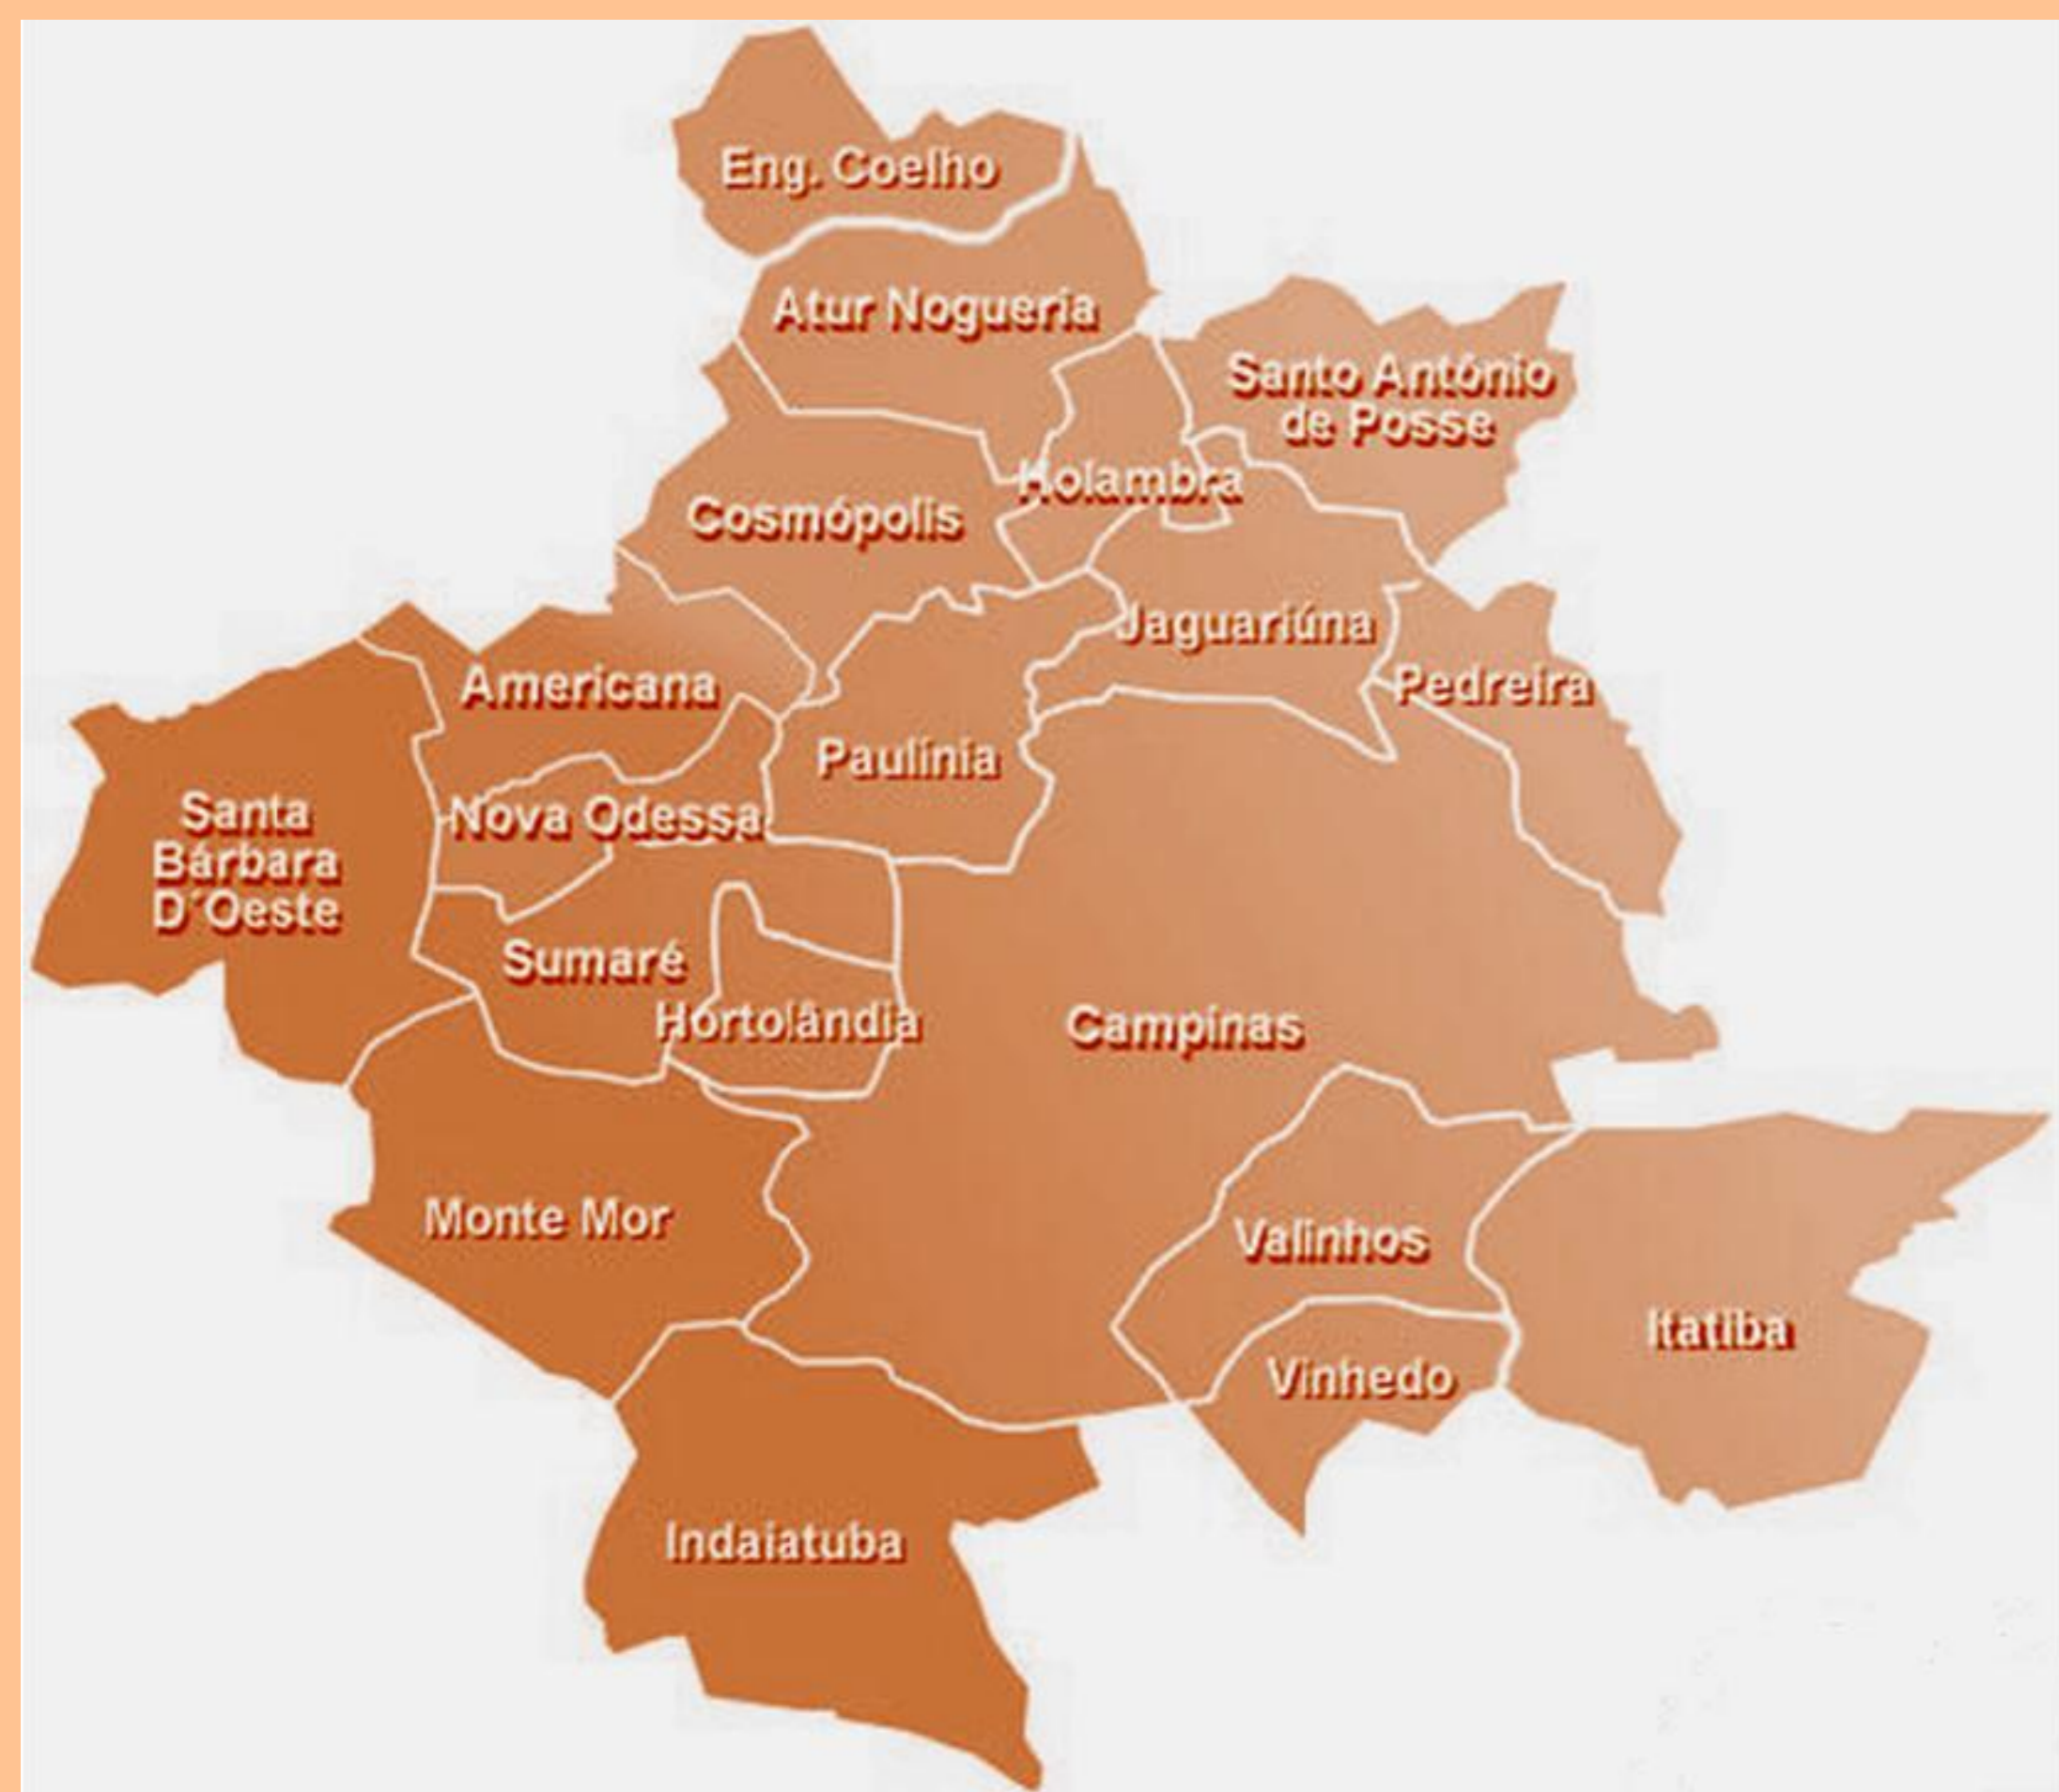 Eng. Coelho
Atur Nogueria
Santo António
de Posse
Holambra
Cosmópolis
Jaguariúna
Americana
Pedreira
Paulínia
Nova Odessa
Santa
Bárbara
D´Oeste
Sumaré
Hortolândia
Campinas
Monte Mor
Valinhos
Itatiba
Vinhedo
Indaiatuba